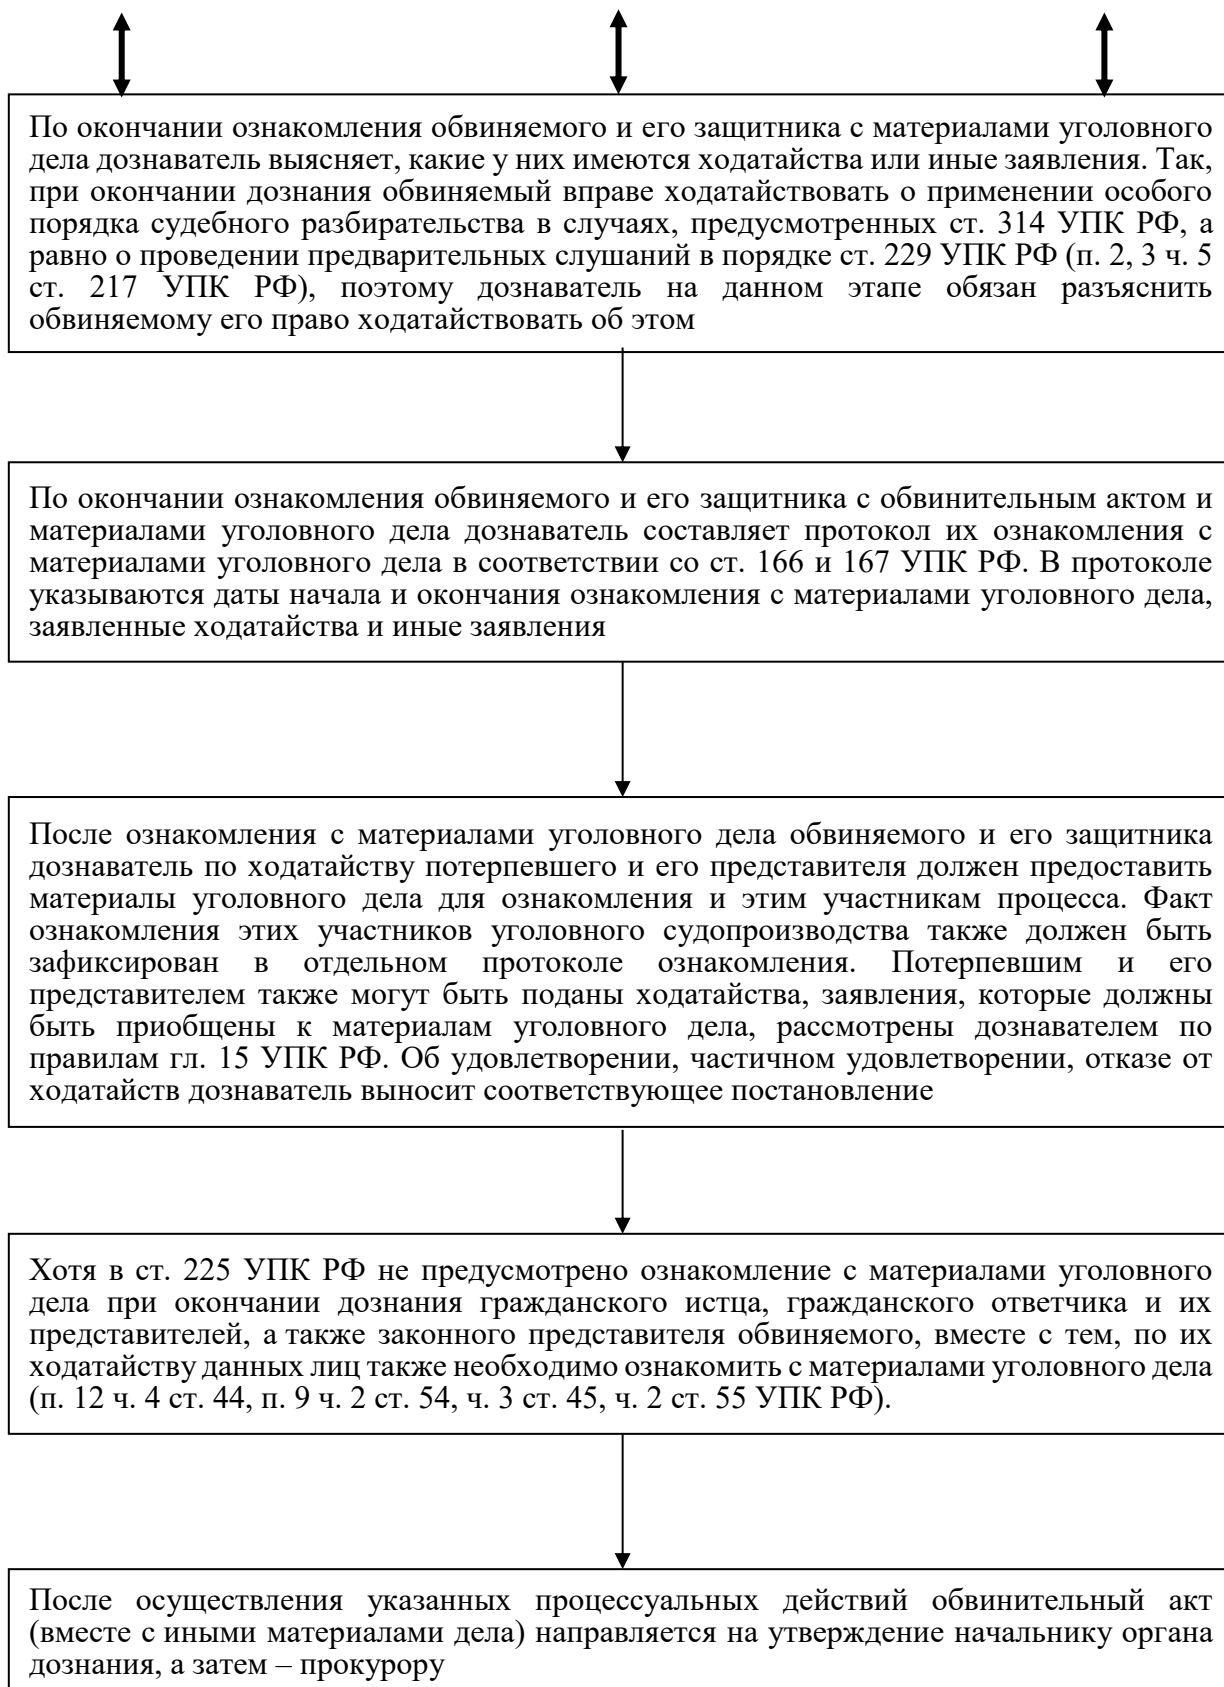 По окончании ознакомления обвиняемого и его защитника с материалами уголовного
дела дознаватель выясняет, какие у них имеются ходатайства или иные заявления. Так,
при окончании дознания обвиняемый вправе ходатайствовать о применении особого
порядка судебного разбирательства в случаях, предусмотренных ст. 314 УПК РФ, а
равно о проведении предварительных слушаний в порядке ст. 229 УПК РФ (п. 2, 3 ч. 5
ст. 217 УПК РФ), поэтому дознаватель на данном этапе обязан разъяснить
обвиняемому его право ходатайствовать об этом
По окончании ознакомления обвиняемого и его защитника с обвинительным актом и
материалами уголовного дела дознаватель составляет протокол их ознакомления с
материалами уголовного дела в соответствии со ст. 166 и 167 УПК РФ. В протоколе
указываются даты начала и окончания ознакомления с материалами уголовного дела,
заявленные ходатайства и иные заявления
После ознакомления с материалами уголовного дела обвиняемого и его защитника
дознаватель по ходатайству потерпевшего и его представителя должен предоставить
материалы уголовного дела для ознакомления и этим участникам процесса. Факт
ознакомления этих участников уголовного судопроизводства также должен быть
зафиксирован в отдельном протоколе ознакомления. Потерпевшим и его
представителем также могут быть поданы ходатайства, заявления, которые должны
быть приобщены к материалам уголовного дела, рассмотрены дознавателем по
правилам гл. 15 УПК РФ. Об удовлетворении, частичном удовлетворении, отказе от
ходатайств дознаватель выносит соответствующее постановление
Хотя в ст. 225 УПК РФ не предусмотрено ознакомление с материалами уголовного
дела при окончании дознания гражданского истца, гражданского ответчика и их
представителей, а также законного представителя обвиняемого, вместе с тем, по их
ходатайству данных лиц также необходимо ознакомить с материалами уголовного дела
(п. 12 ч. 4 ст. 44, п. 9 ч. 2 ст. 54, ч. 3 ст. 45, ч. 2 ст. 55 УПК РФ).
После осуществления указанных процессуальных действий обвинительный акт
(вместе с иными материалами дела) направляется на утверждение начальнику органа
дознания, а затем – прокурору